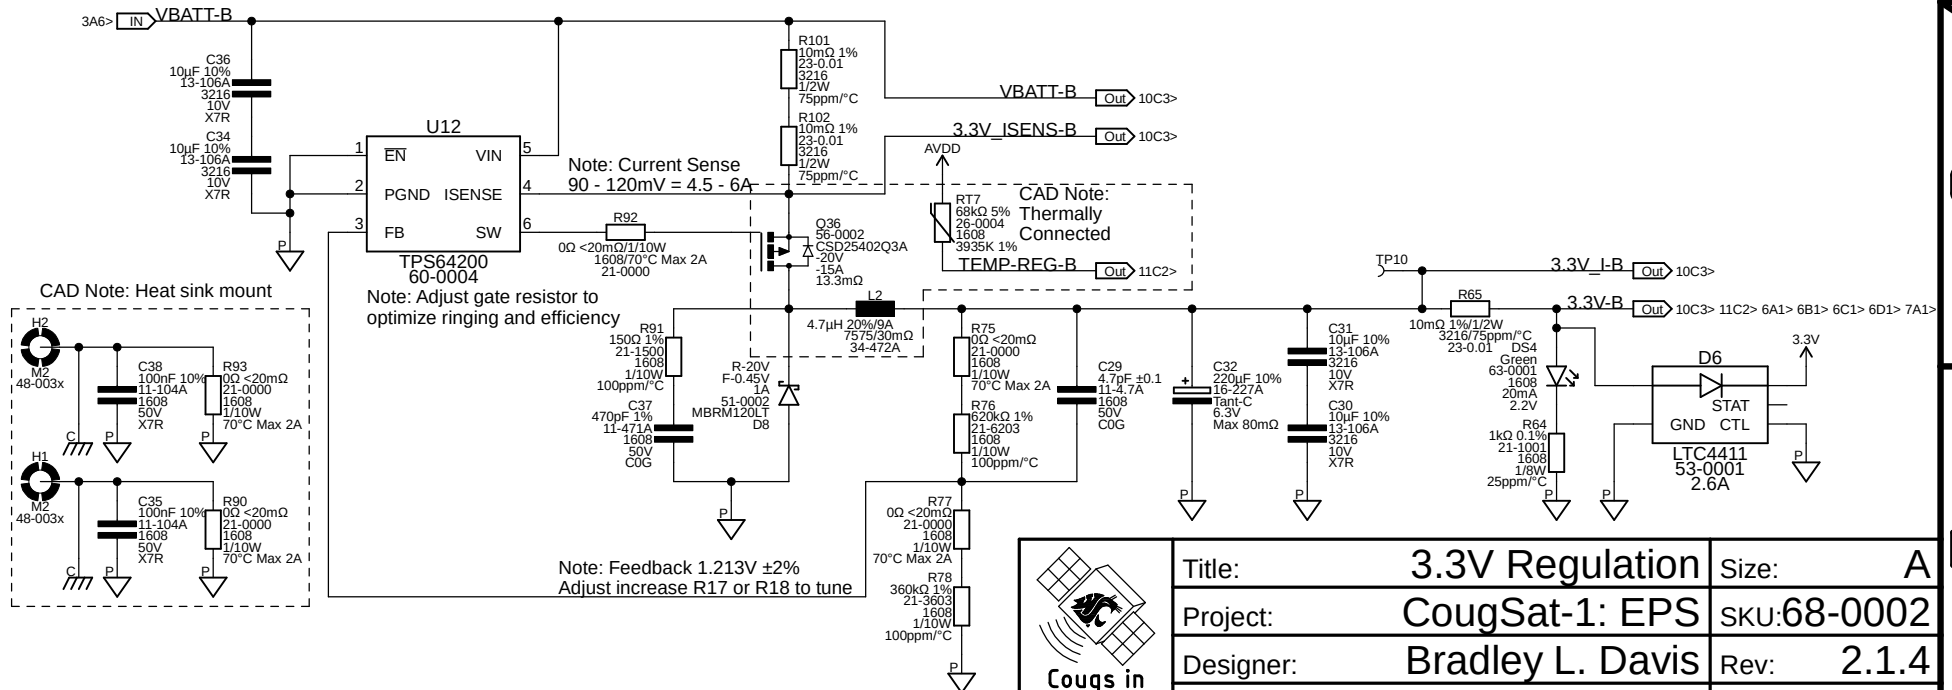 3A6> IN VBATT-B
C36
10µF 10%
13-106A
3216
10V
X7R
C34
10µF 10%
13-106A
3216
10V
X7R
P
U12
1 EN VIN 5
2 PGND ISENSE 4
3 FB SW 6
TPS64200
60-0004
Note: Adjust gate resistor to
optimize ringing and efficiency
R101
10mΩ 1%
23-0.01
3216
1/2W
75ppm/°C
R102
10mΩ 1%
23-0.01
3216
1/2W
75ppm/°C
Note: Current Sense
90 - 120mV = 4.5 - 6A
R92
0Ω <20mΩ/1/10W
1608/70°C Max 2A
21-0000
Q36
56-0002
CSD25402Q3A
-20V
-15A
13.3mΩ
VBATT-B Out 10C3>
3.3V_ISENS-B Out 10C3>
AVDD
RT7
68kΩ 5%
26-0004
1608
3935K 1%
CAD Note:
Thermally
Connected
TEMP-REG-B Out 11C2>
L2
4.7µH 20%/9A
7575/30mΩ
34-472A
R91
150Ω 1%
21-1500
1608
1/10W
100ppm/°C
C37
470pF 1%
11-471A
1608
50V
C0G
R-20V
F-0.45V
1A
51-0002
MBRM120LT
D8
P
R75
0Ω <20mΩ
21-0000
1608
1/10W
70°C Max 2A
R76
620kΩ 1%
21-6203
1608
1/10W
100ppm/°C
C29
4.7pF ±0.1
11-4.7A
1608
50V
C0G
C32
220µF 10%
16-227A
Tant-C
6.3V
Max 80mΩ
+
P
C31
10µF 10%
13-106A
3216
10V
X7R
C30
10µF 10%
13-106A
3216
10V
X7R
P
TP10
3.3V_I-B Out 10C3>
R65
10mΩ 1%/1/2W
3216/75ppm/°C
23-0.01
3.3V-B Out 10C3> 11C2> 6A1> 6B1> 6C1> 6D1> 7A1>
DS4
Green
63-0001
1608
20mA
2.2V
R64
1kΩ 0.1%
21-1001
1608
1/8W
25ppm/°C
P
P
D6
3.3V
STAT
GND CTL
LTC4411
53-0001
2.6A
P
R77
0Ω <20mΩ
21-0000
1608
1/10W
70°C Max 2A
R78
360kΩ 1%
21-3603
1608
1/10W
100ppm/°C
P
Note: Feedback 1.213V ±2%
Adjust increase R17 or R18 to tune
CAD Note: Heat sink mount
H2
M2
48-003x
C38
100nF 10%
11-104A
1608
50V
X7R
R93
0Ω <20mΩ
21-0000
1608
1/10W
70°C Max 2A
C P P
H1
M2
48-003x
C35
100nF 10%
11-104A
1608
50V
X7R
R90
0Ω <20mΩ
21-0000
1608
1/10W
70°C Max 2A
C P P
Cougs in
Title: 3.3V Regulation Size: A
Project: CougSat-1: EPS SKU: 68-0002
Designer: Bradley L. Davis Rev: 2.1.4